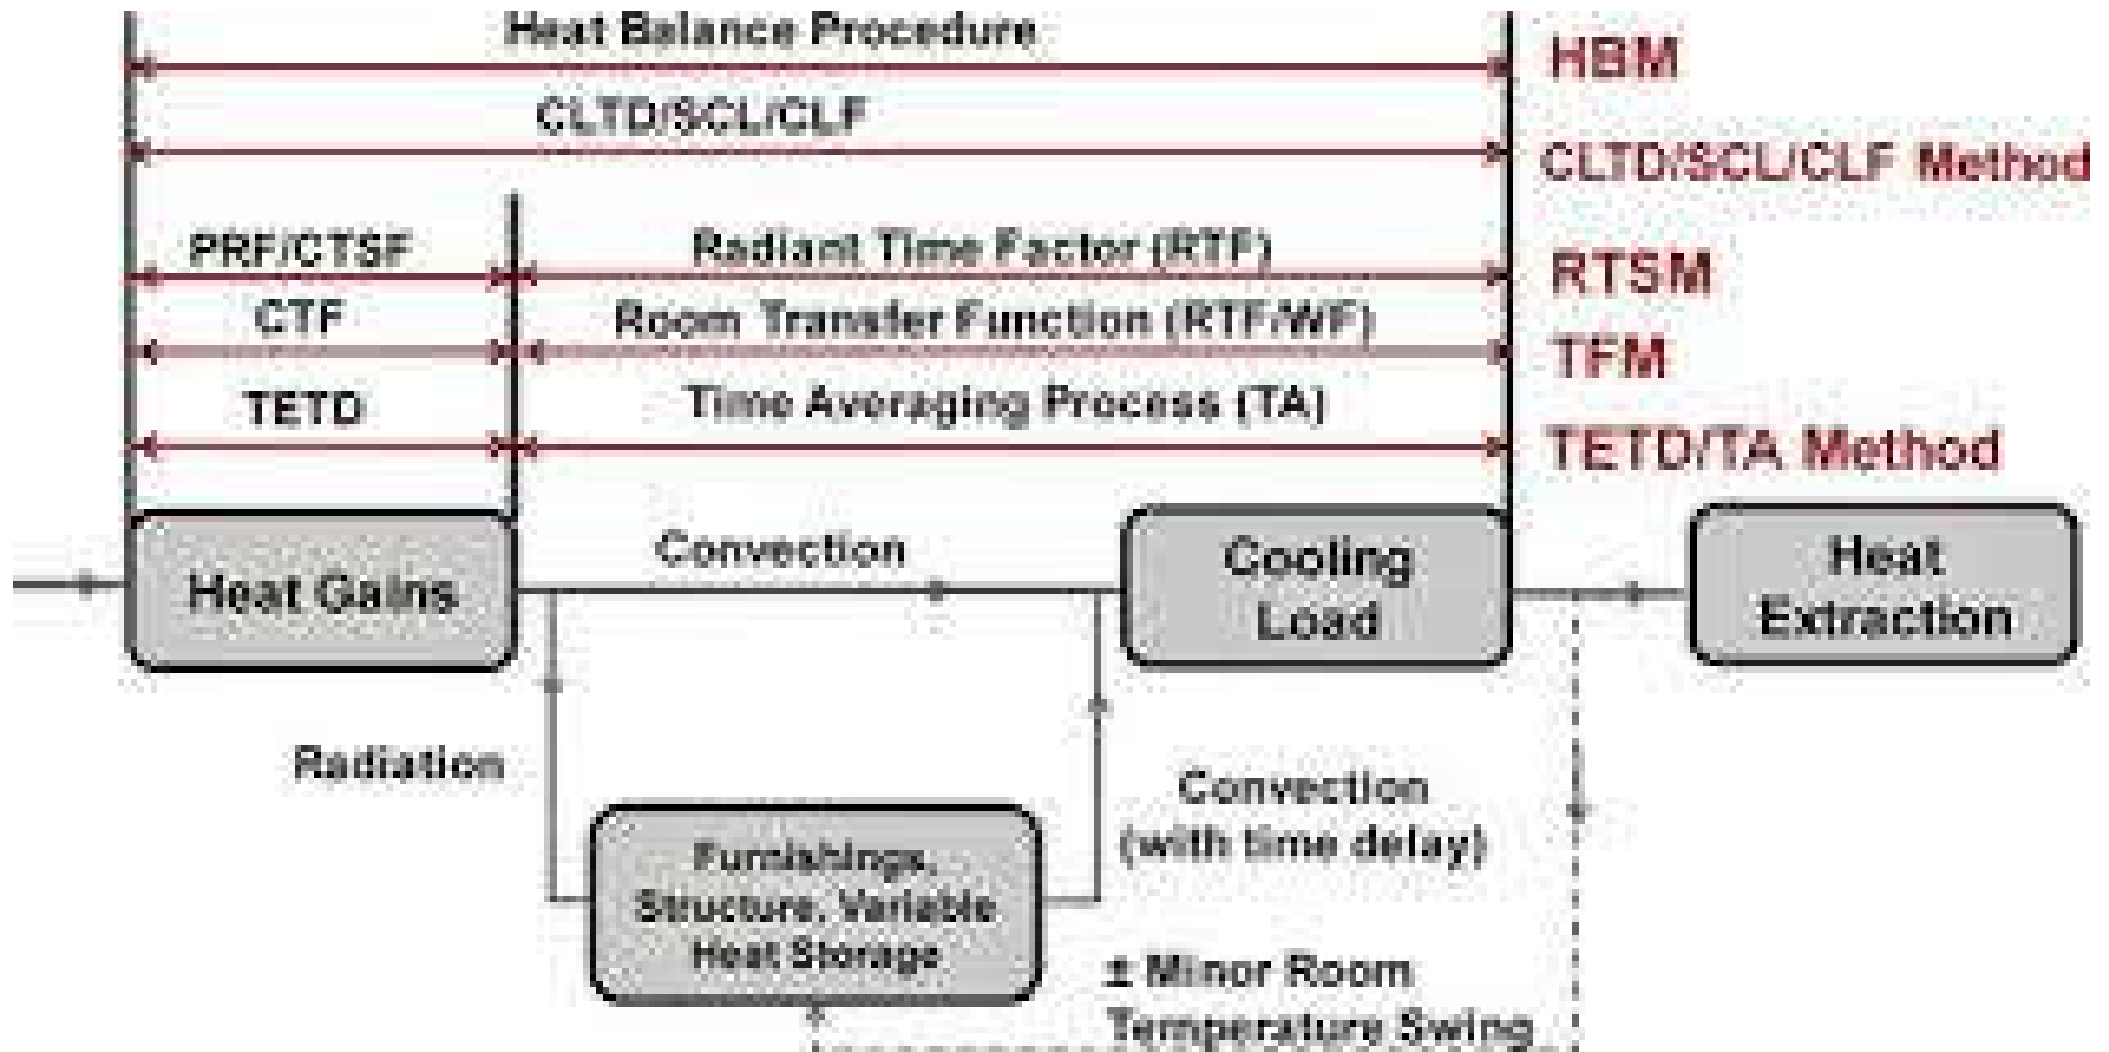 Heat Balance Procedure
HBM
CLTD/SCL/CLF
CLTD/SCL/CLF Method
PRF/CTSF
Radiant Time Factor (RTF)
RTSM
CTF
Room Transfer Function (RTF/WF)
TFM
TETD
Time Averaging Process (TA)
TETD/TA Method
Heat Gains
Convection
Cooling
Load
Heat
Extraction
Radiation
Convection
(with time delay)
Furnishings,
Structure, Variable
Heat Storage
± Minor Room
Temperature Swing